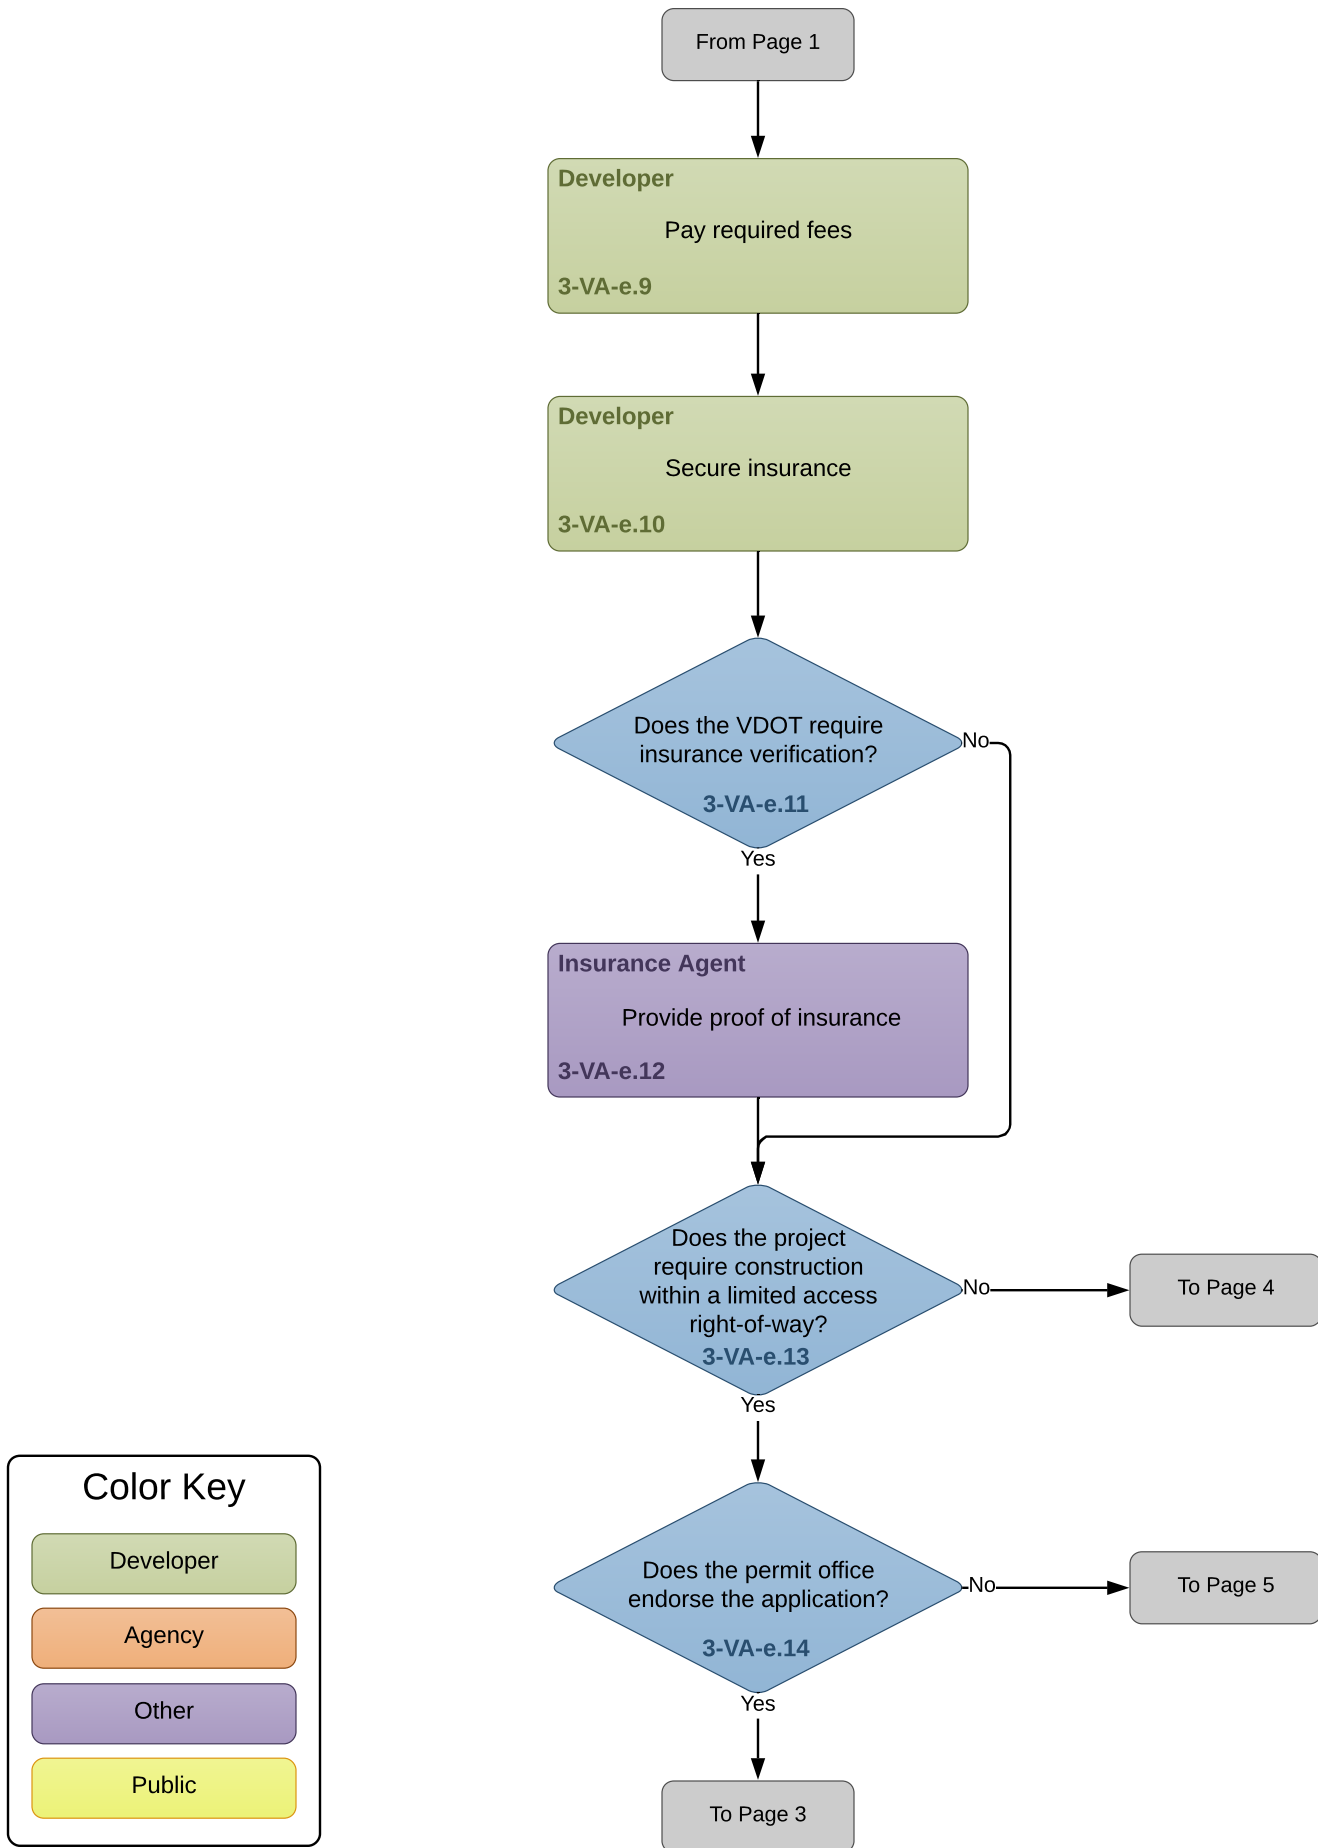 From Page 1
Developer
Pay required fees
3-VA-e.9
Developer
Secure insurance
3-VA-e.10
Does the VDOT require
insurance verification?
3-VA-e.11
No
Yes
Insurance Agent
Provide proof of insurance
3-VA-e.12
Does the project
require construction
within a limited access
right-of-way?
3-VA-e.13
No
To Page 4
Yes
Does the permit office
endorse the application?
3-VA-e.14
No
To Page 5
Yes
To Page 3
Color Key
Developer
Agency
Other
Public